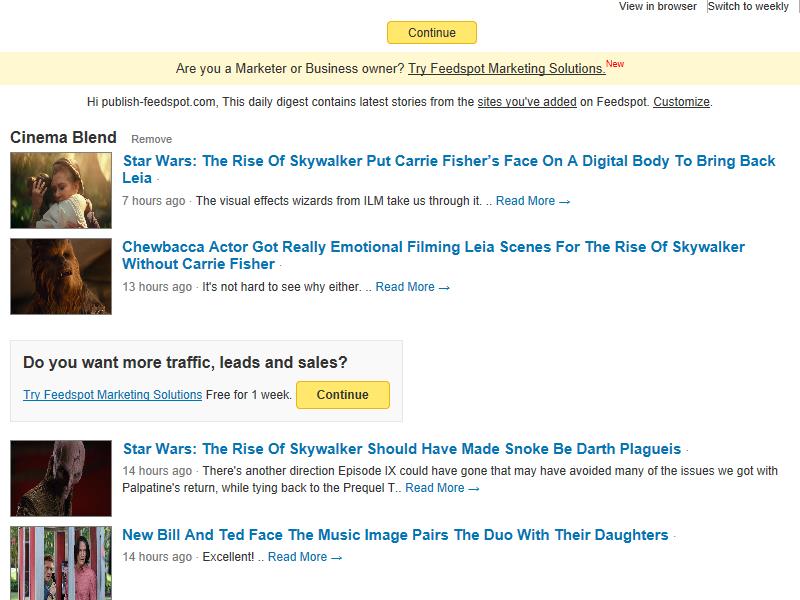 View in browser | Switch to weekly |
Continue
Are you a Marketer or Business owner? Try Feedspot Marketing Solutions. New
Hi publish-feedspot.com, This daily digest contains latest stories from the sites you've added on Feedspot. Customize.
Cinema Blend Remove
Star Wars: The Rise Of Skywalker Put Carrie Fisher's Face On A Digital Body To Bring Back
Leia ·
7 hours ago · The visual effects wizards from ILM take us through it. .. Read More →
Chewbacca Actor Got Really Emotional Filming Leia Scenes For The Rise Of Skywalker
Without Carrie Fisher ·
13 hours ago · It's not hard to see why either. .. Read More →
Do you want more traffic, leads and sales?
Try Feedspot Marketing Solutions Free for 1 week. Continue
Star Wars: The Rise Of Skywalker Should Have Made Snoke Be Darth Plagueis ·
14 hours ago · There's another direction Episode IX could have gone that may have avoided many of the issues we got with
Palpatine's return, while tying back to the Prequel T.. Read More →
New Bill And Ted Face The Music Image Pairs The Duo With Their Daughters ·
14 hours ago · Excellent! .. Read More →